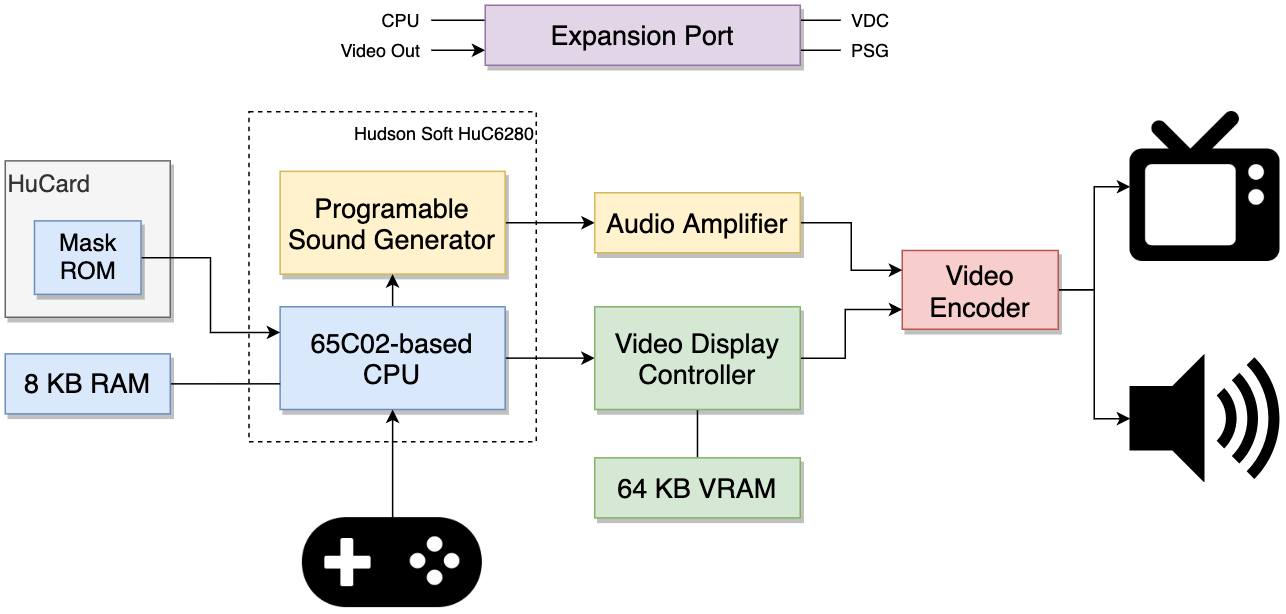 CPU
Video Out
Expansion Port
VDC
PSG
Hudson Soft HuC6280
HuCard
Mask
ROM
8 KB RAM
Programable
Sound Generator
65C02-based
CPU
Audio Amplifier
Video Display
Controller
64 KB VRAM
Video
Encoder